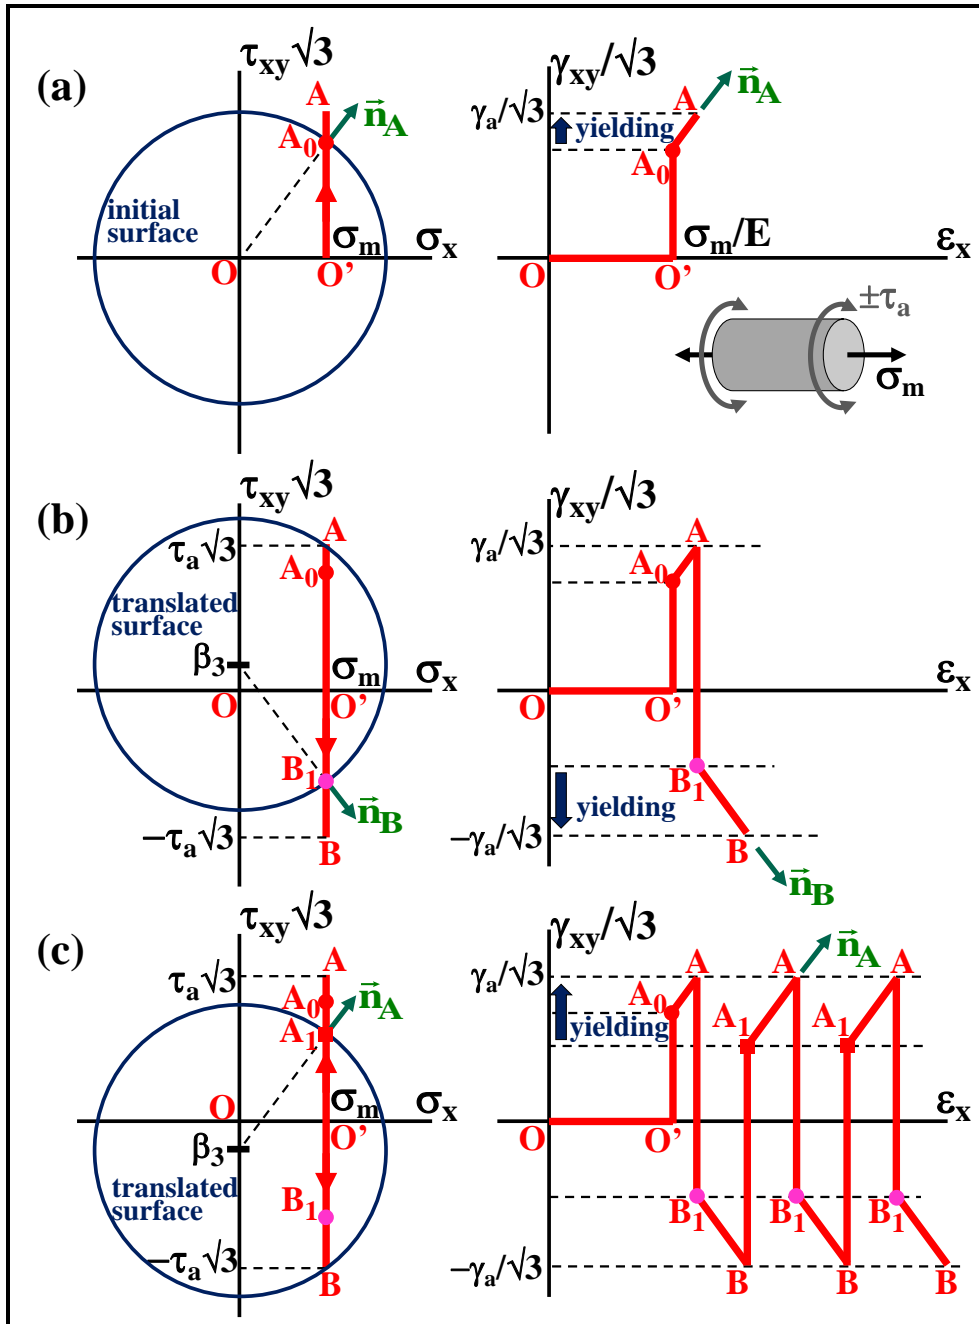 (a)
τxy√3
A
n⃗A
A0
initial
surface
σm
σx
O
O'
γxy/√3
γa/√3
A
n⃗A
yielding
A0
σm/E
εx
O
O'
±τa
σm
(b)
τxy√3
τa√3
A
A0
translated
surface
β3
σm
σx
O
O'
B1
n⃗B
−τa√3
B
γxy/√3
γa/√3
A
A0
εx
O
O'
B1
yielding
−γa/√3
B
n⃗B
(c)
τxy√3
τa√3
A
A0
n⃗A
A1
O
σm
σx
O'
β3
translated
surface
B1
−τa√3
B
γxy/√3
γa/√3
A
A
n⃗A
A
A0
yielding
A1
A1
εx
O
O'
B1
B1
B1
−γa/√3
B
B
B